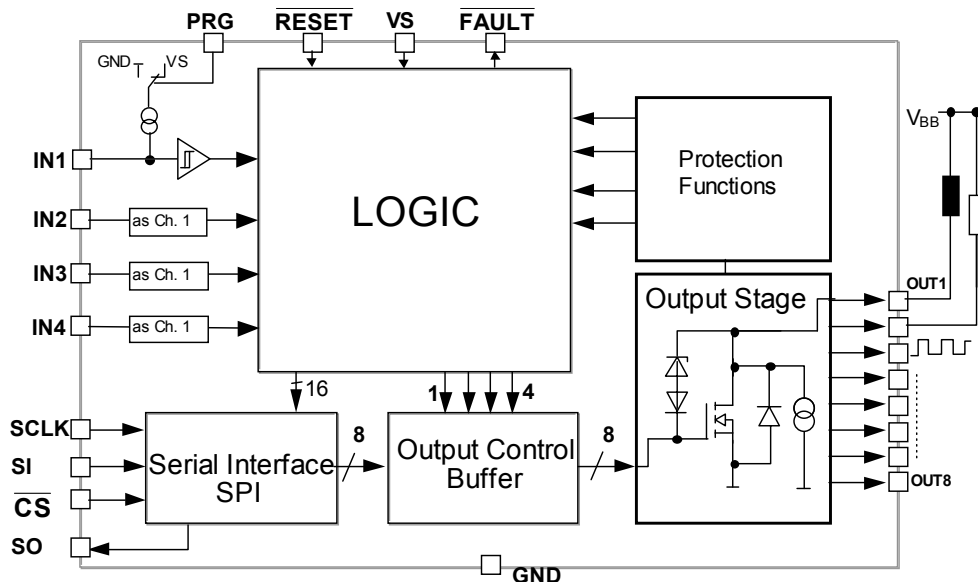 PRG
RESET
VS
FAULT
GND
VS
IN1
IN2
as Ch. 1
IN3
as Ch. 1
IN4
as Ch. 1
LOGIC
Protection
Functions
VBB
Output Stage
OUT1
OUT8
16
1
4
SCLK
SI
CS
SO
Serial Interface
SPI
8
Output Control
Buffer
8
GND